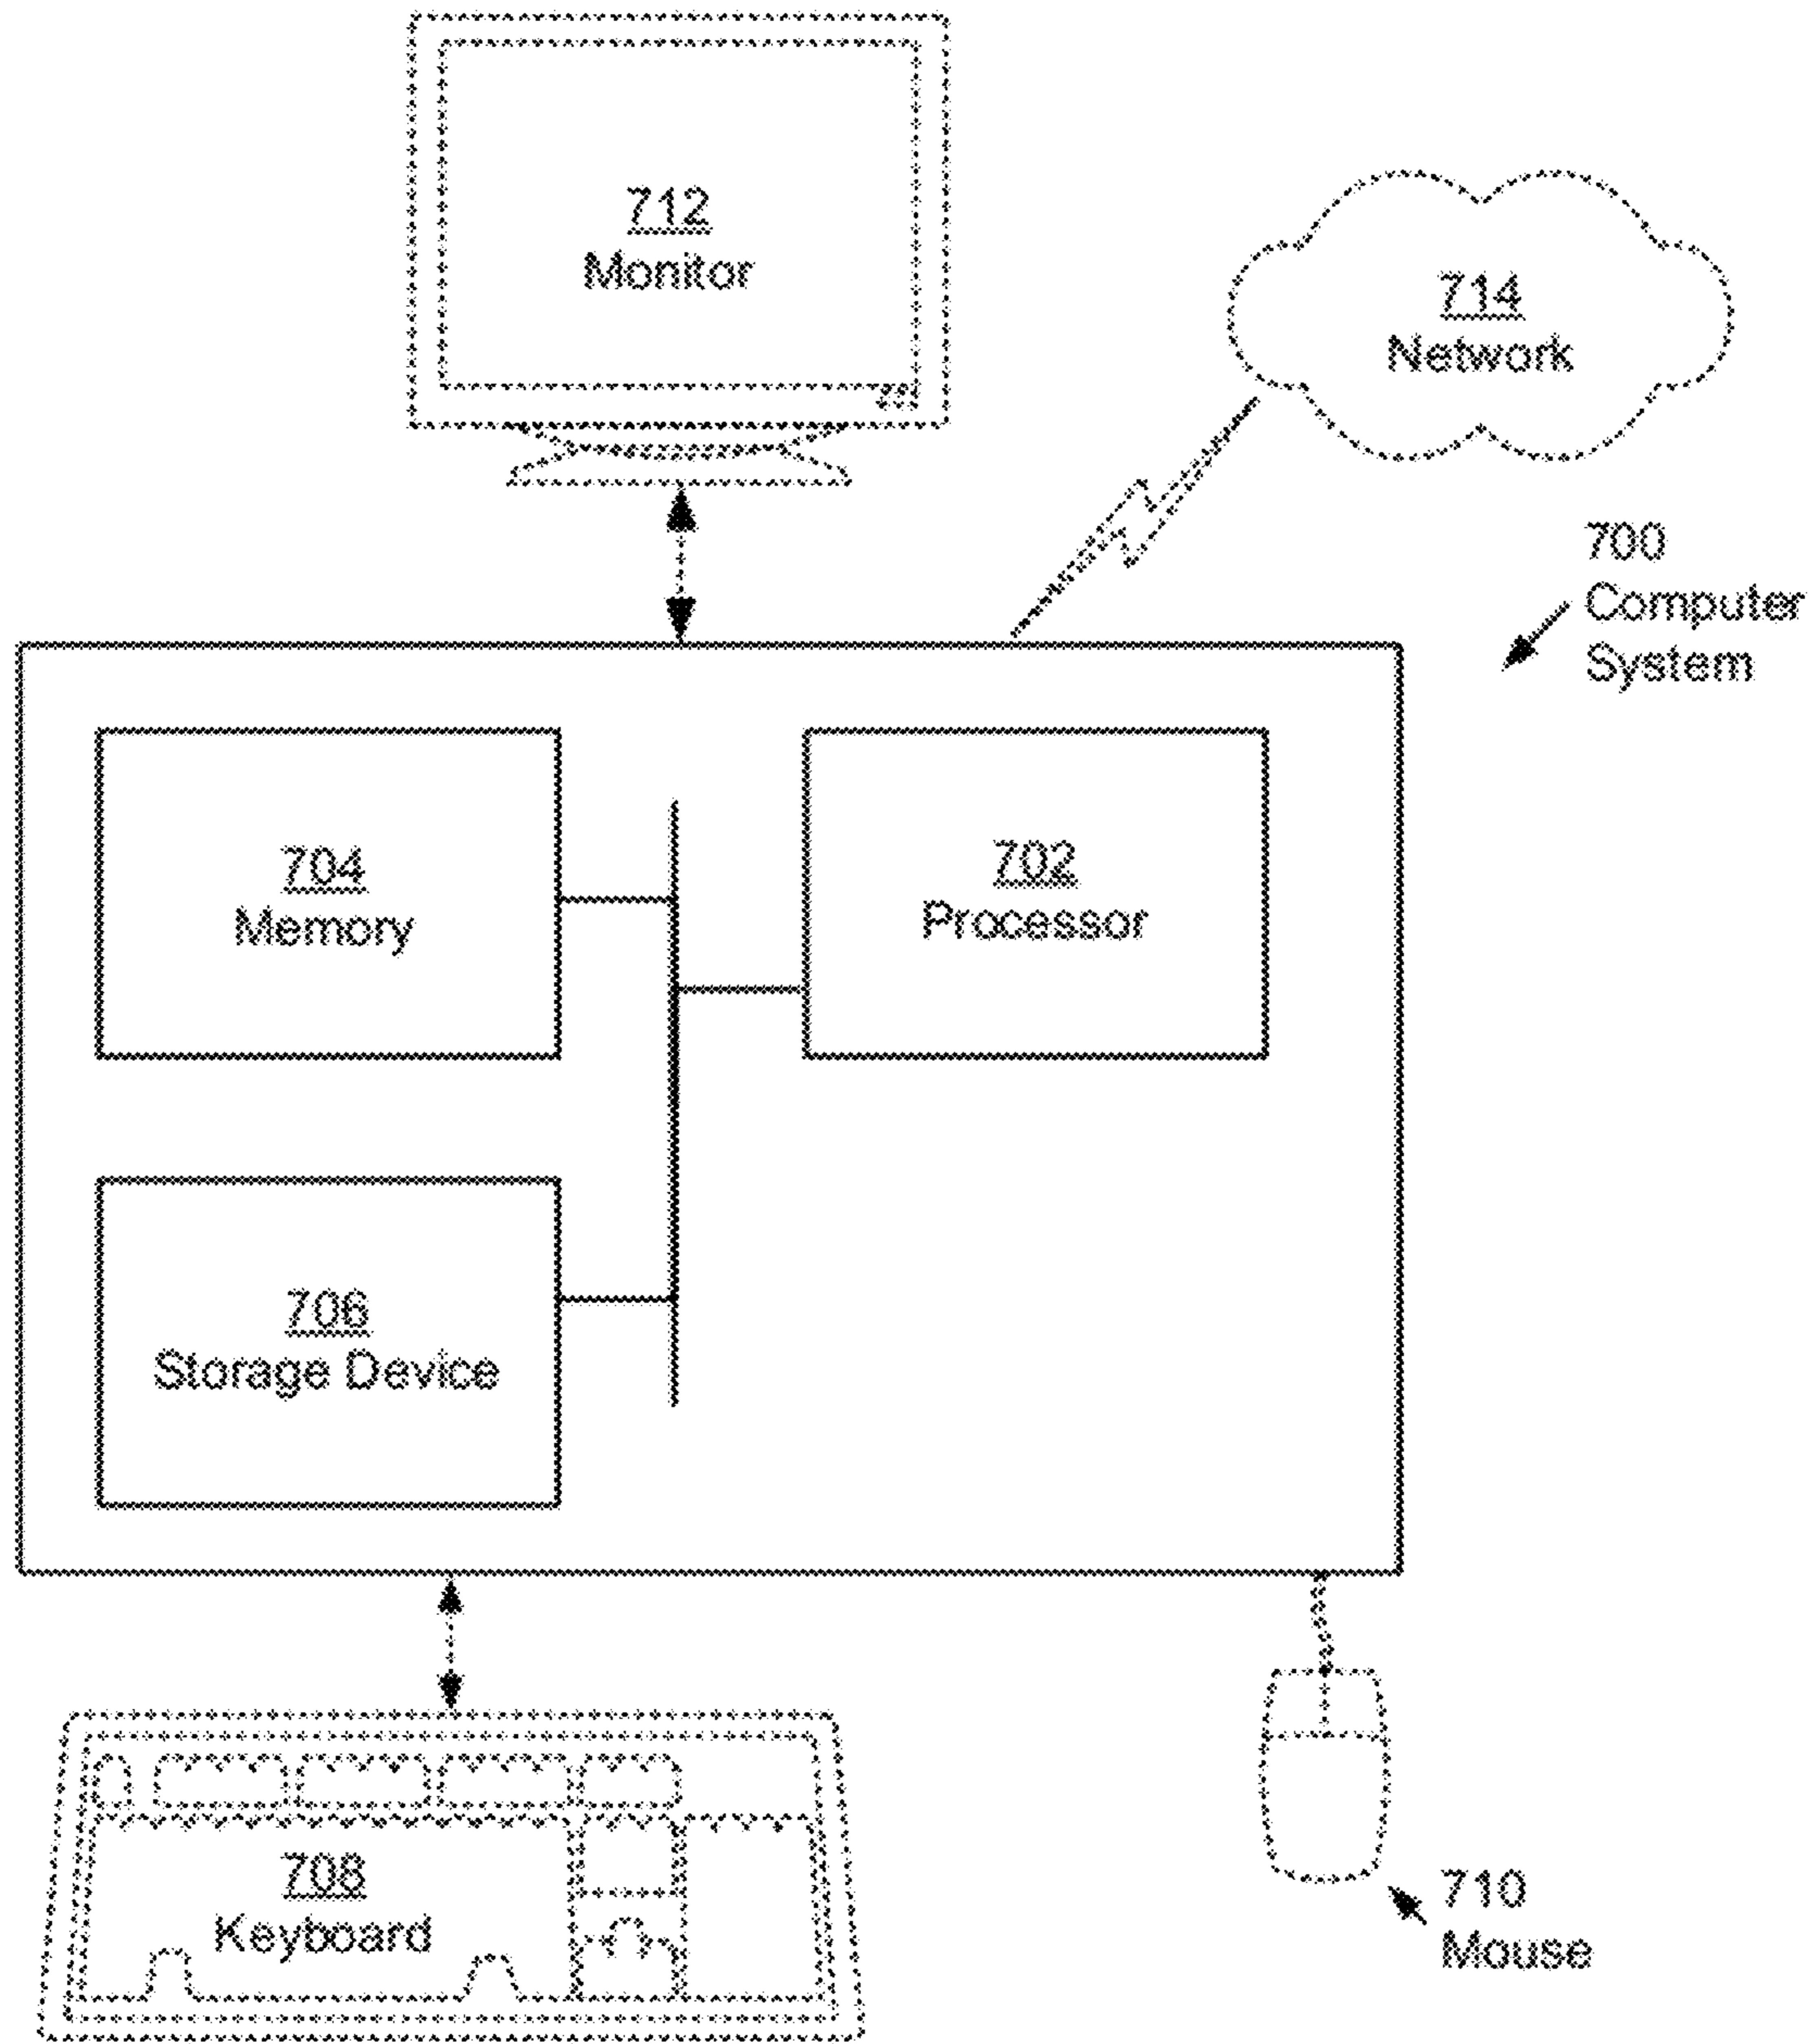 712
Monitor
714
Network
700
Computer
System
704
Memory
702
Processor
706
Storage Device
708
Keyboard
710
Mouse